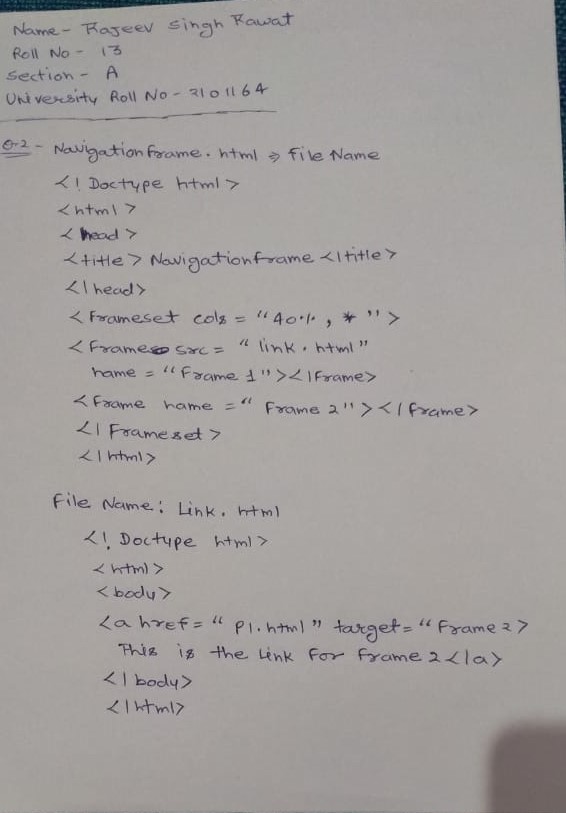 Name - Rajeev Singh Rawat
Roll No - 13
Section - A
University Roll No - 2101164
Q-2 - Navigationframe.html ⇒ File Name
<! Doctype html>
<html>
<head>
<title> Navigationframe </title>
</head>
<Frameset cols = "40%, * ">
<Frame src = "link.html"
name = "Frame 1"></Frame>
<Frame name = " Frame 2"></frame>
</Frameset>
</html>
File Name: Link.html
<! Doctype html>
<html>
<body>
<a href = " P1.html" target = "Frame 2>
This is the Link For Frame 2</a>
</body>
</html>